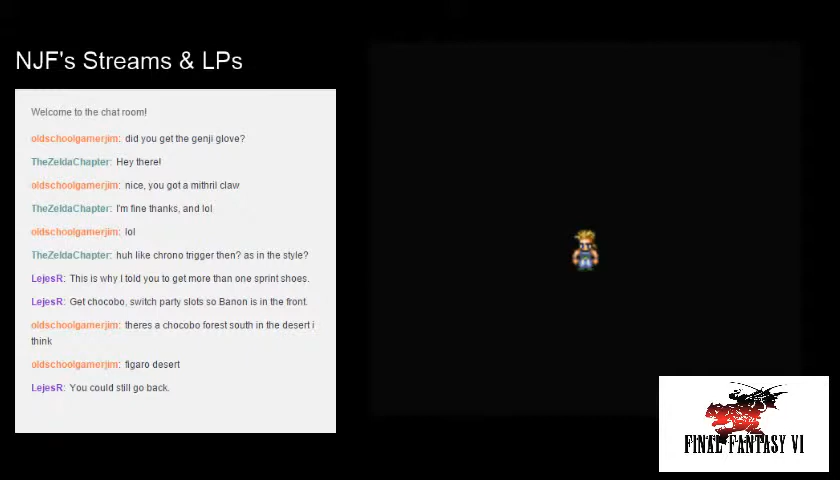 NJF's Streams & LPs
Welcome to the chat room!
oldschoolgamerjim: did you get the genji glove?
TheZeldaChapter: Hey there!
oldschoolgamerjim: nice, you got a mithril claw
TheZeldaChapter: I'm fine thanks, and lol
oldschoolgamerjim: lol
TheZeldaChapter: huh like chrono trigger then? as in the style?
LejesR: This is why I told you to get more than one sprint shoes.
LejesR: Get chocobo, switch party slots so Banon is in the front.
oldschoolgamerjim: theres a chocobo forest south in the desert i
think
oldschoolgamerjim: figaro desert
LejesR: You could still go back.
FINAL FANTASY VI